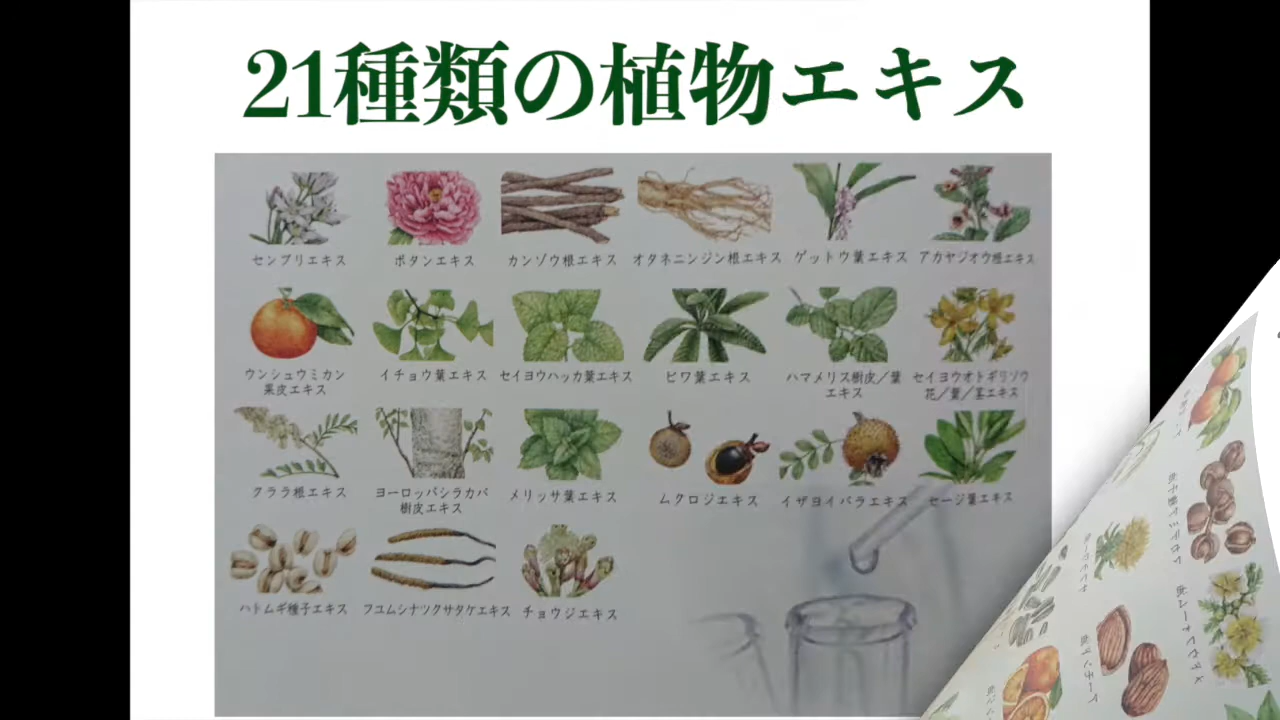 21種類の植物エキス
センブリエキス
ボタンエキス
カンゾウ根エキス
オタネニンジン根エキス
ゲットウ葉エキス
アカヤジオウ根エキス
ウンシュウミカン
果皮エキス
イチョウ葉エキス
セイヨウハッカ葉エキス
ビワ葉エキス
ハマメリス樹皮/葉
エキス
セイヨウオトギリソウ
花/葉/茎エキス
クララ根エキス
ヨーロッパシラカバ
樹皮エキス
メリッサ葉エキス
ムクロジエキス
イザヨイバラエキス
セージ葉エキス
ハトムギ種子エキス
フユムシナツクサタケエキス
チョウジエキス